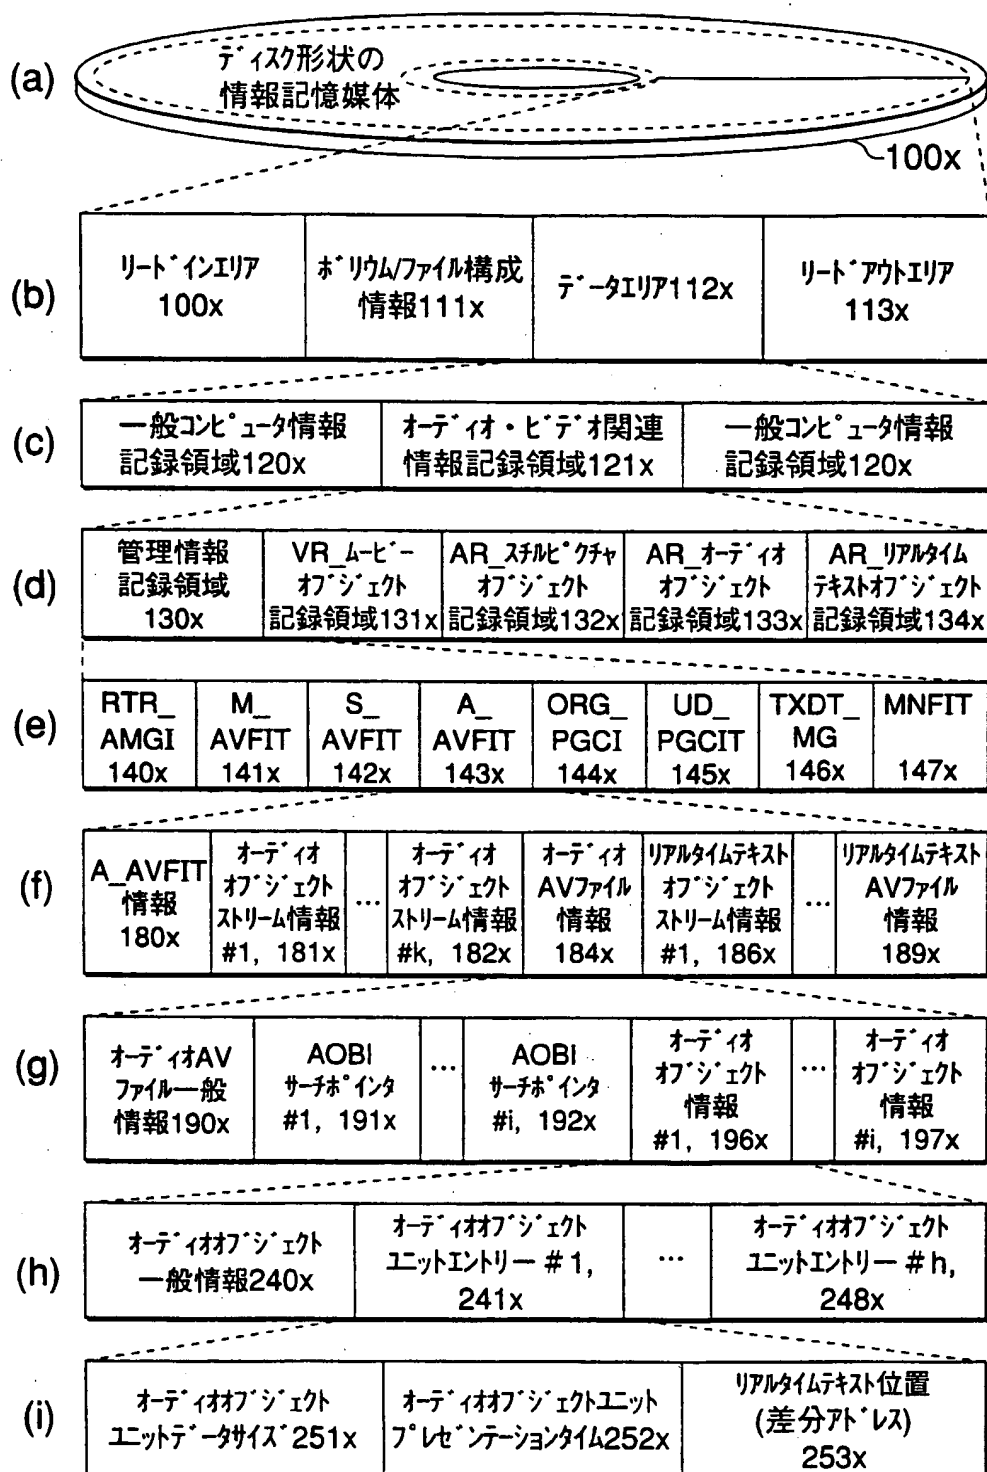 (a)
ディスク形状の
情報記憶媒体
100x
(b)
リードインエリア
100x
ボリウム/ファイル構成
情報111x
データエリア112x
リードアウトエリア
113x
(c)
一般コンピュータ情報
記録領域120x
オーディオ・ビデオ関連
情報記録領域121x
一般コンピュータ情報
記録領域120x
(d)
管理情報
記録領域
130x
VR_ムービー
オブジェクト
記録領域131x
AR_スチルピクチャ
オブジェクト
記録領域132x
AR_オーディオ
オブジェクト
記録領域133x
AR_リアルタイム
テキストオブジェクト
記録領域134x
(e)
RTR_
AMGI
140x
M_
AVFIT
141x
S_
AVFIT
142x
A_
AVFIT
143x
ORG_
PGCI
144x
UD_
PGCIT
145x
TXDT_
MG
146x
MNFIT
147x
(f)
A_AVFIT
情報
180x
オーディオ
オブジェクト
ストリーム情報
#1, 181x
…
オーディオ
オブジェクト
ストリーム情報
#k, 182x
オーディオ
AVファイル
情報
184x
リアルタイムテキスト
オブジェクト
ストリーム情報
#1, 186x
…
リアルタイムテキスト
AVファイル
情報
189x
(g)
オーディオAV
ファイル一般
情報190x
AOBI
サーチポインタ
#1, 191x
…
AOBI
サーチポインタ
#i, 192x
オーディオ
オブジェクト
情報
#1, 196x
…
オーディオ
オブジェクト
情報
#i, 197x
(h)
オーディオオブジェクト
一般情報240x
オーディオオブジェクト
ユニットエントリー#1,
241x
…
オーディオオブジェクト
ユニットエントリー#h,
248x
(i)
オーディオオブジェクト
ユニットデータサイズ251x
オーディオオブジェクトユニット
プレゼンテーションタイム252x
リアルタイムテキスト位置
(差分アドレス)
253x